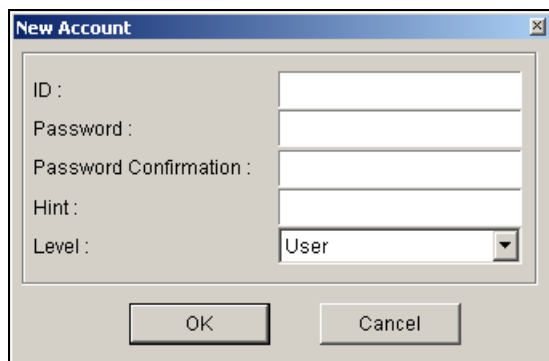 New Account
ID :
Password :
Password Confirmation :
Hint :
Level :
User
OK
Cancel